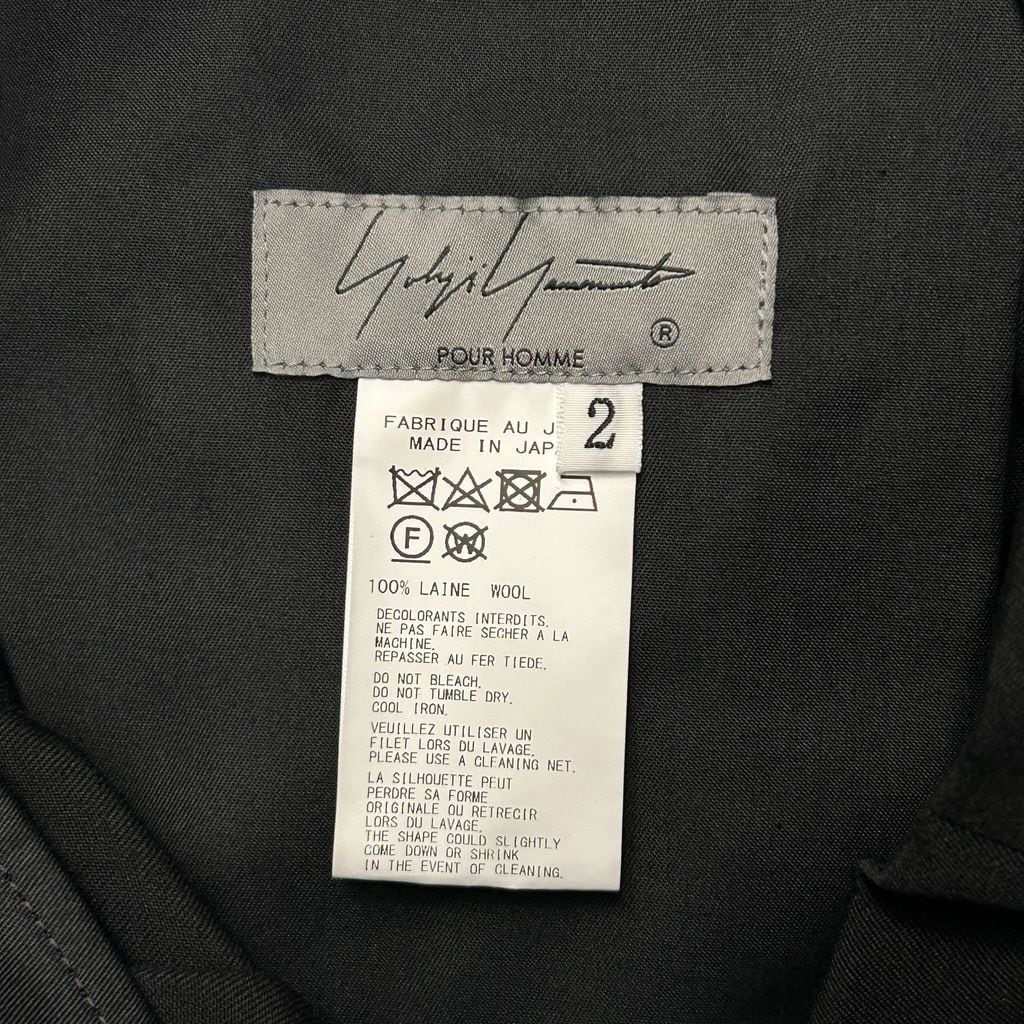 Yohji Yamamoto
®
POUR HOMME
2
FABRIQUE AU J
MADE IN JAP
F
W
100% LAINE WOOL
DECOLORANTS INTERDITS.
NE PAS FAIRE SECHER A LA
MACHINE.
REPASSER AU FER TIEDE.
DO NOT BLEACH.
DO NOT TUMBLE DRY.
COOL IRON.
VEUILLEZ UTILISER UN
FILET LORS DU LAVAGE.
PLEASE USE A CLEANING NET.
LA SILHOUETTE PEUT
PERDRE SA FORME
ORIGINALE OU RETRECIR
LORS DU LAVAGE.
THE SHAPE COULD SLIGHTLY
COME DOWN OR SHRINK
IN THE EVENT OF CLEANING.